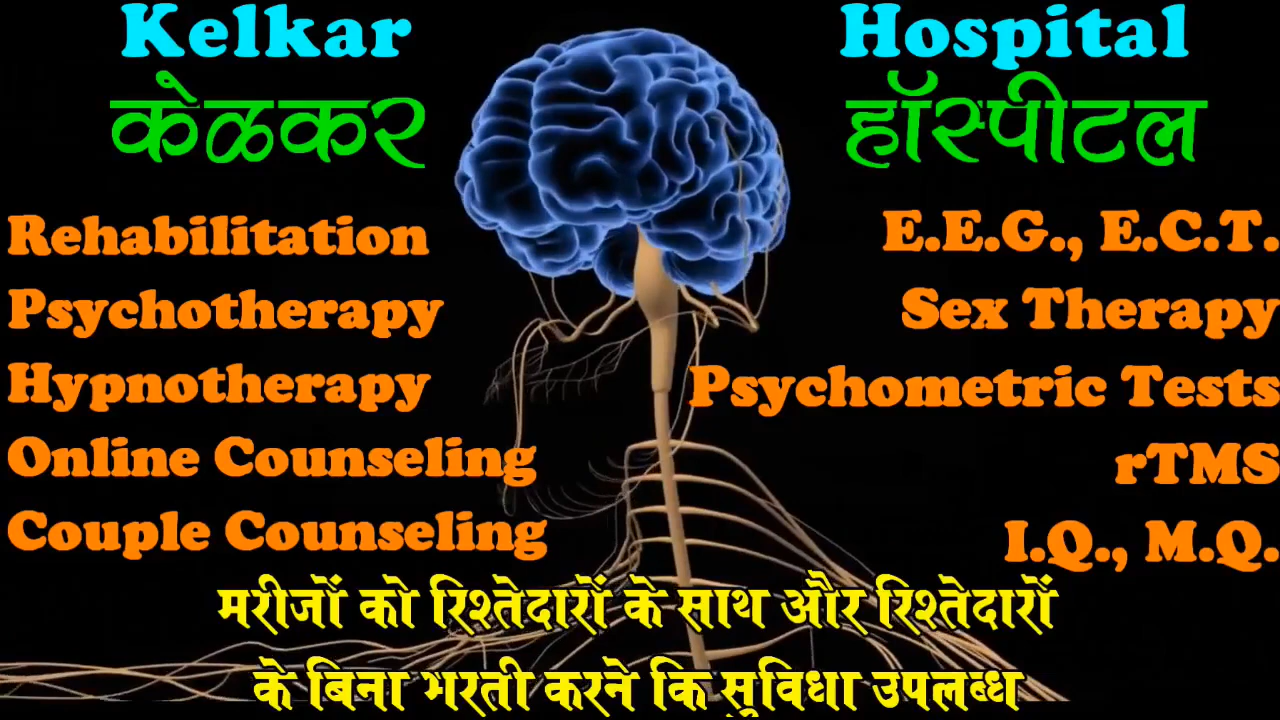 Kelkar Hospital
केळकर हॉस्पीटल
Rehabilitation
Psychotherapy
Hypnotherapy
Online Counseling
Couple Counseling
E.E.G., E.C.T.
Sex Therapy
Psychometric Tests
rTMS
I.Q., M.Q.
मरीजों को रिश्तेदारों के साथ और रिश्तेदारों
के बिना भरती करने कि सुविधा उपलब्ध